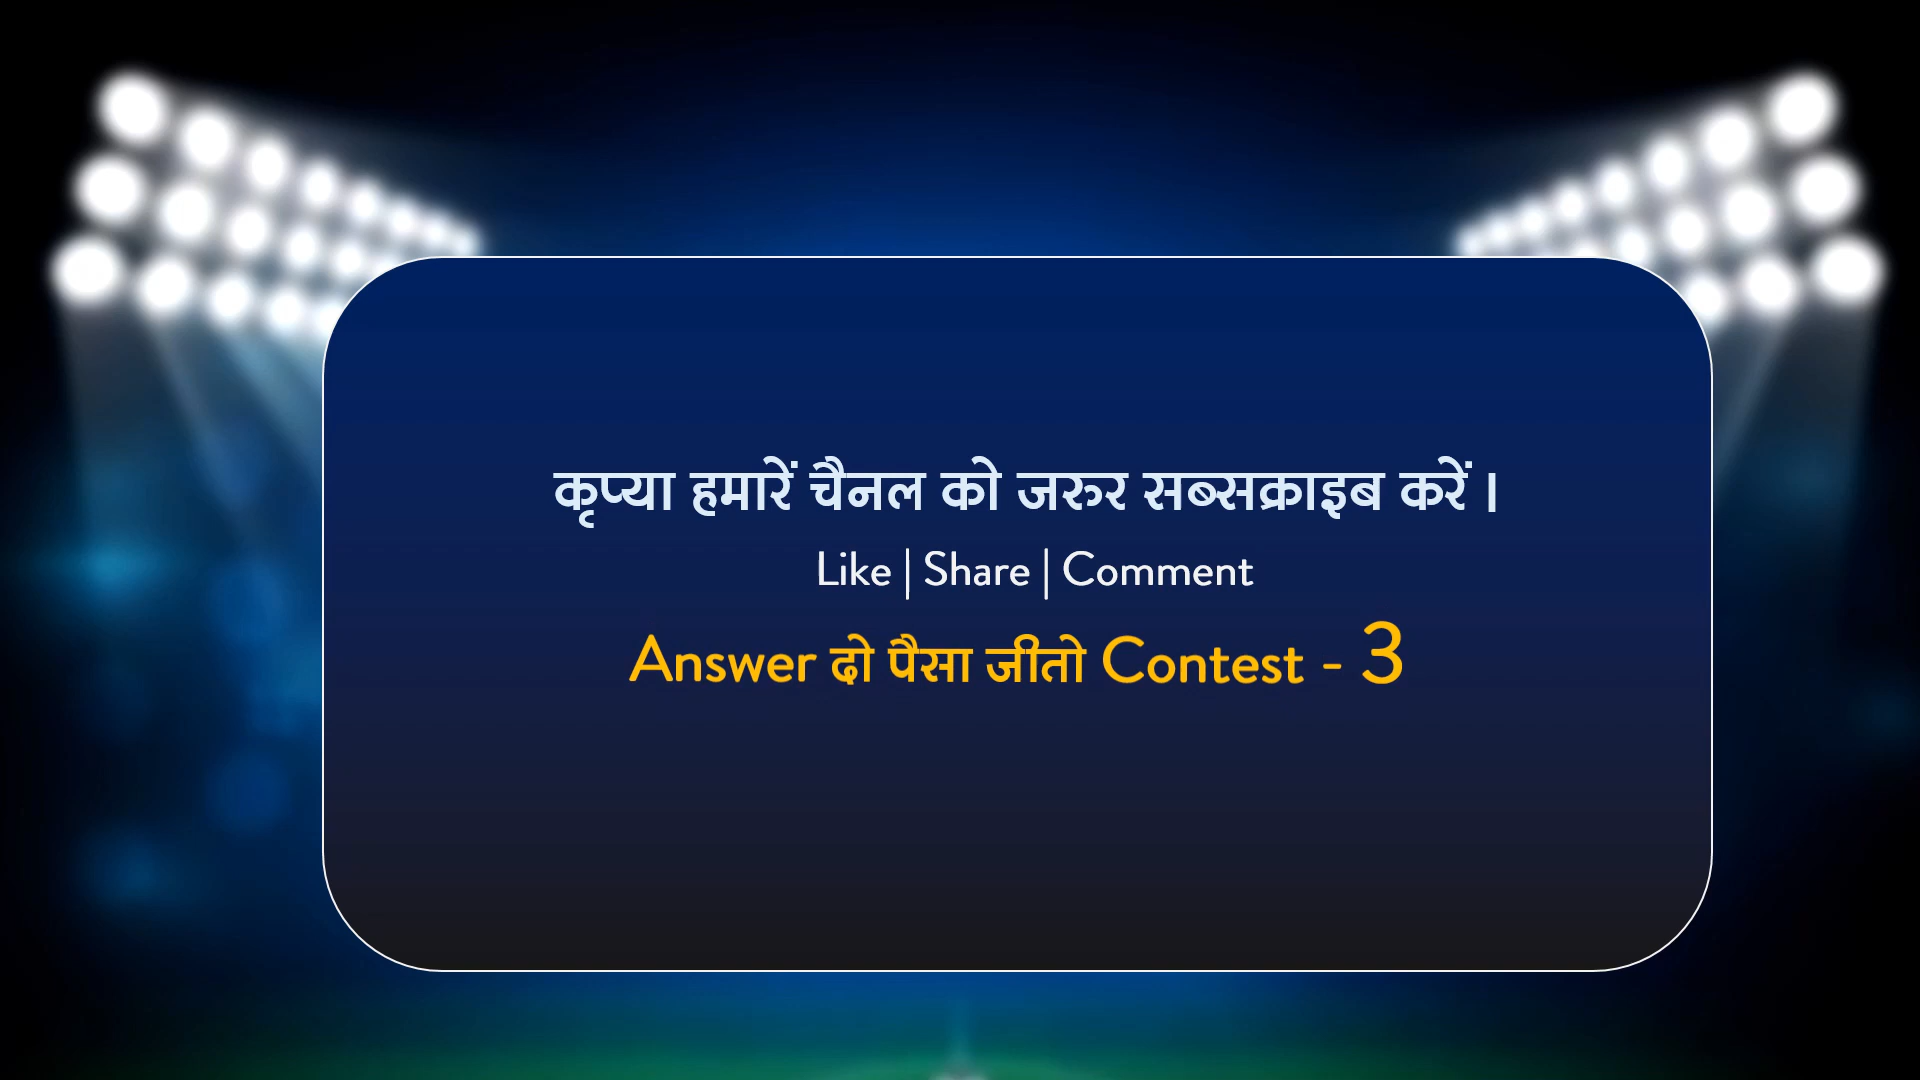 कृप्या हमारें चैनल को जरुर सब्सक्राइब करें ।
Like | Share | Comment
Answer दो पैसा जीतो Contest - 3